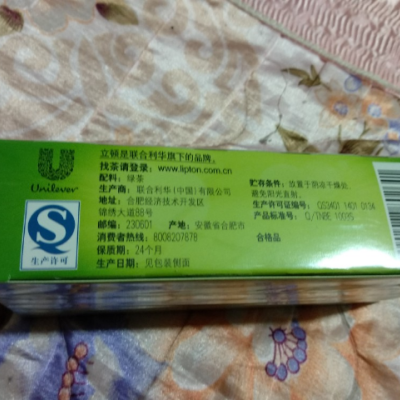 立顿是联合利华旗下的品牌。
找茶请登录：www.lipton.com.cn
配料：绿茶
生产商：联合利华(中国)有限公司
地址：合肥经济技术开发区
锦绣大道88号
邮编：230601 产地：安徽省合肥市
消费者热线：8008207878
保质期：24个月
生产日期：见包装侧面
贮存条件：放置于阴凉干燥处，
避免阳光直射。
生产许可证编号：QS3401 1401 0134
产品标准号：Q/TNBE 1001S
合格品
Unilever
生产许可